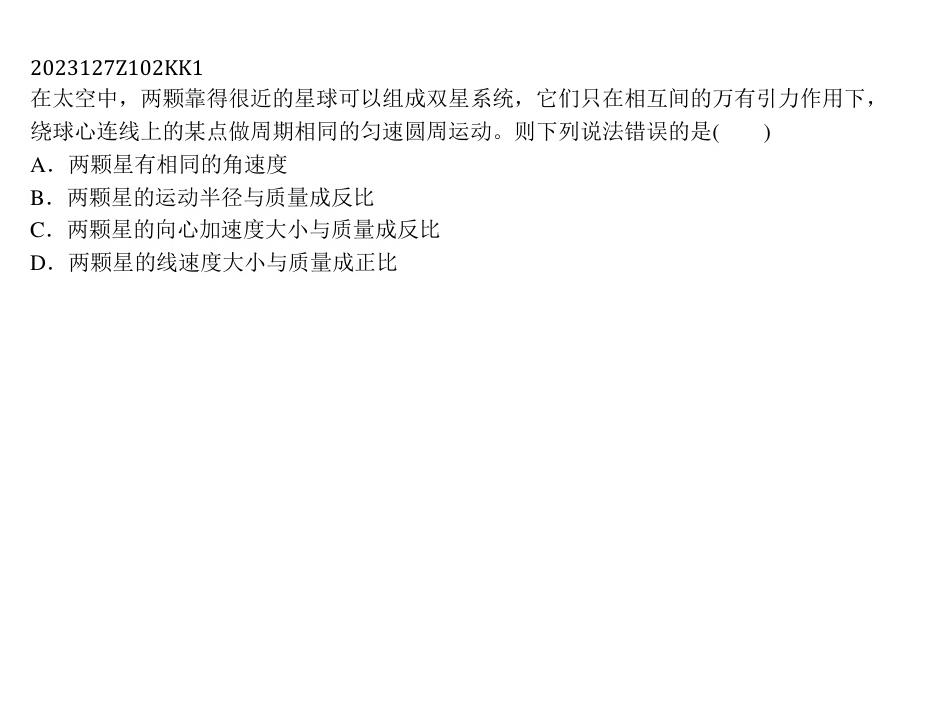 2023127Z102KK1
在太空中，两颗靠得很近的星球可以组成双星系统，它们只在相互间的万有引力作用下，
绕球心连线上的某点做周期相同的匀速圆周运动。则下列说法错误的是(　　)
A．两颗星有相同的角速度
B．两颗星的运动半径与质量成反比
C．两颗星的向心加速度大小与质量成反比
D．两颗星的线速度大小与质量成正比